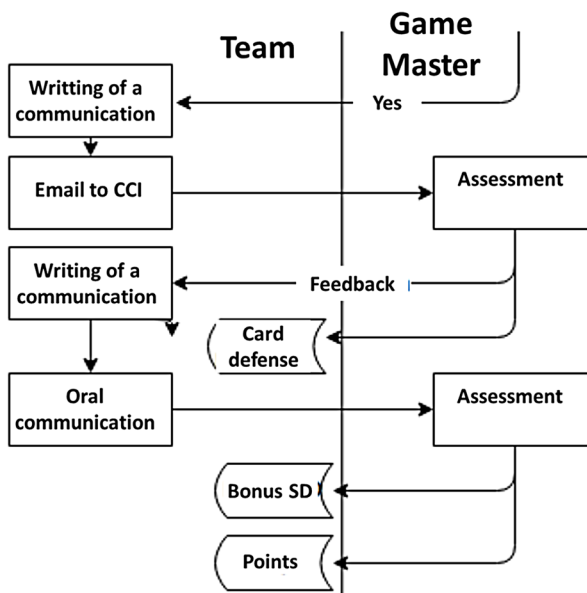 Team
Game
Master
Writting of a
communication
Yes
Email to CCI
Assessment
Writing of a
communication
Feedback
Card
defense
Oral
communication
Assessment
Bonus SD
Points